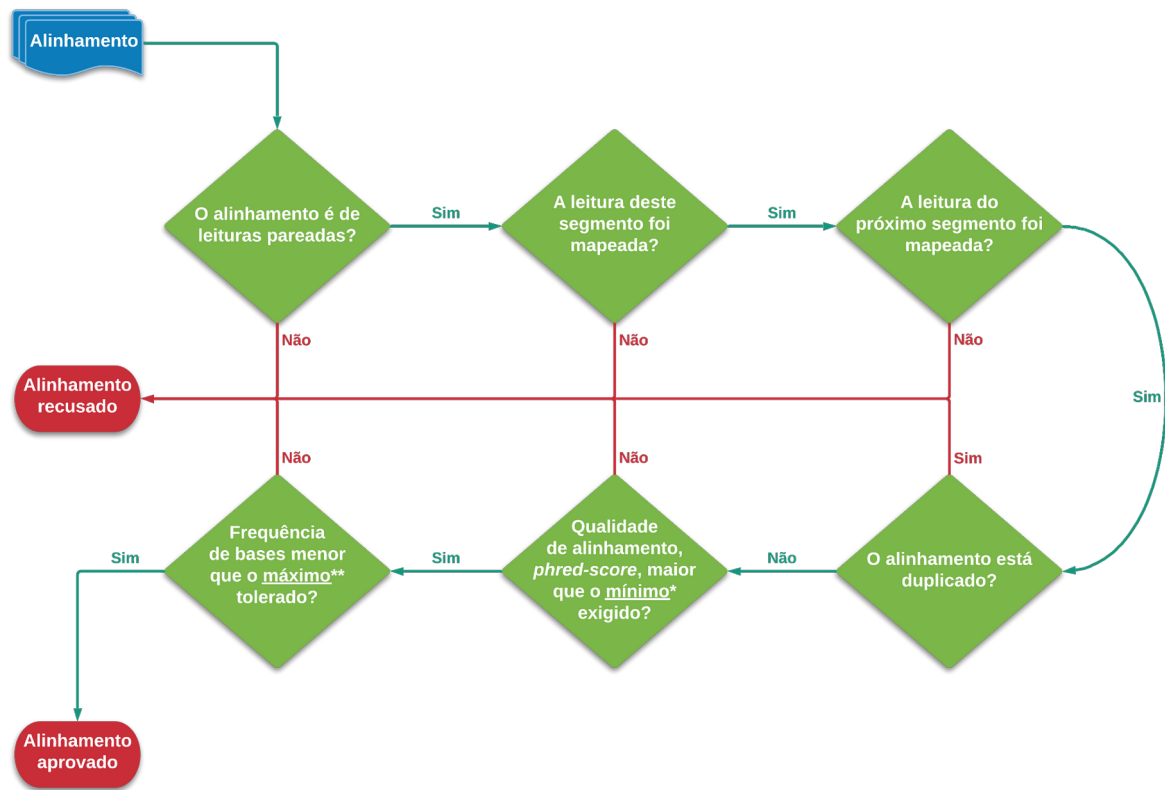 Alinhamento
O alinhamento é de
leituras pareadas?
Sim
A leitura deste
segmento foi
mapeada?
Sim
A leitura do
próximo segmento foi
mapeada?
Não
Não
Não
Alinhamento
recusado
Sim
Não
Não
Sim
Frequência
de bases menor
que o máximo**
tolerado?
Sim
Qualidade
de alinhamento,
phred-score, maior
que o mínimo*
exigido?
Não
O alinhamento está
duplicado?
Sim
Alinhamento
aprovado